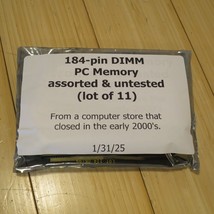 184-pin DIMM
PC Memory
assorted & untested
(lot of 11)
From a computer store that
closed in the early 2000's.
1/31/25